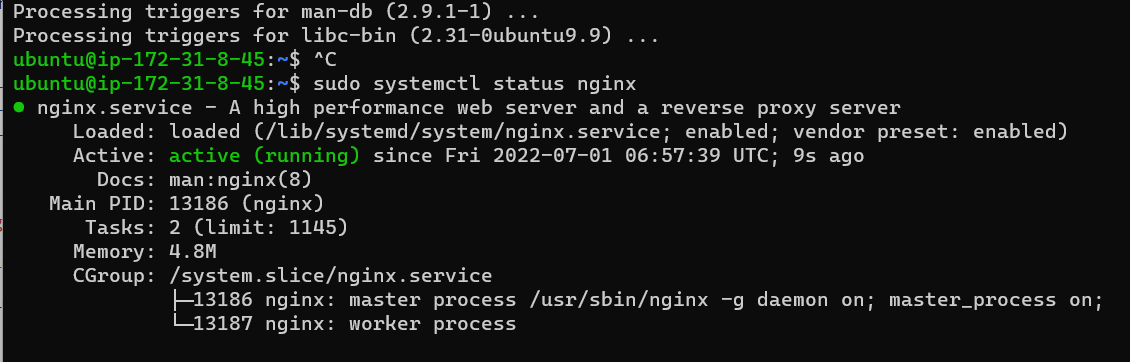 Processing triggers for man-db (2.9.1-1) ...
Processing triggers for libc-bin (2.31-0ubuntu9.9) ...
ubuntu@ip-172-31-8-45:~$ ^C
ubuntu@ip-172-31-8-45:~$ sudo systemctl status nginx
● nginx.service - A high performance web server and a reverse proxy server
     Loaded: loaded (/lib/systemd/system/nginx.service; enabled; vendor preset: enabled)
     Active: active (running) since Fri 2022-07-01 06:57:39 UTC; 9s ago
       Docs: man:nginx(8)
   Main PID: 13186 (nginx)
      Tasks: 2 (limit: 1145)
     Memory: 4.8M
     CGroup: /system.slice/nginx.service
             ├─13186 nginx: master process /usr/sbin/nginx -g daemon on; master_process on;
             └─13187 nginx: worker process